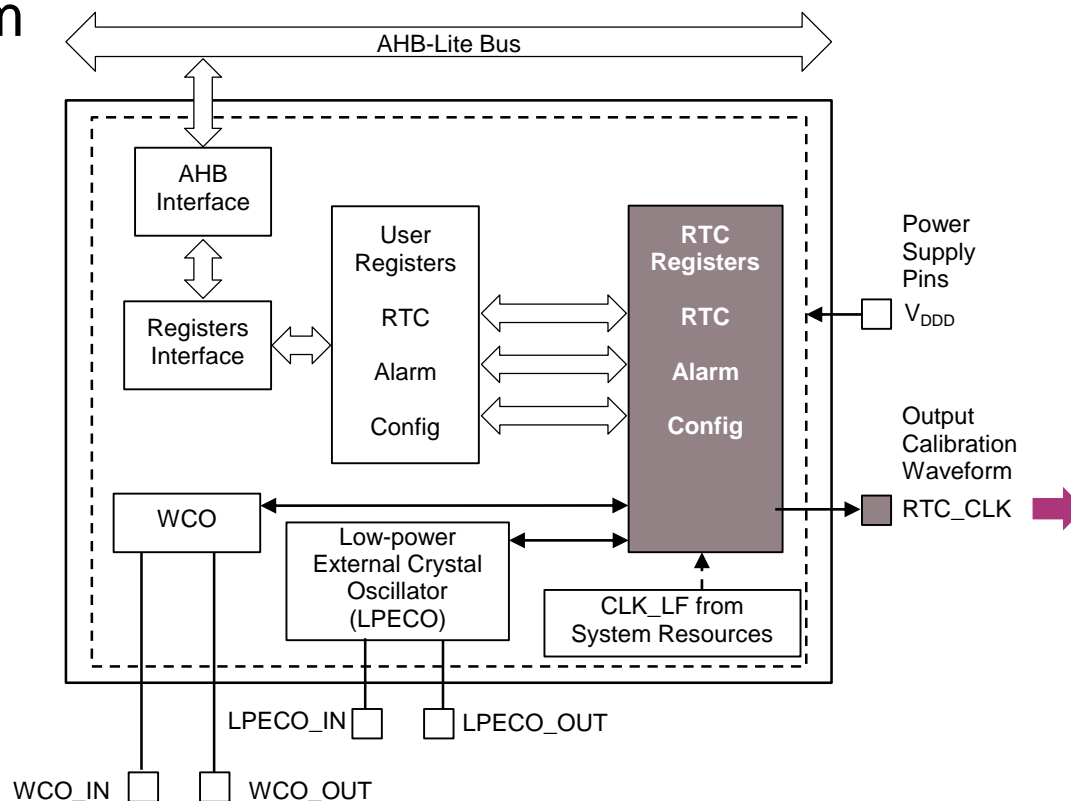 m
AHB-Lite Bus
AHB
Interface
Registers
Interface
User
Registers
RTC
Alarm
Config
RTC
Registers
RTC
Alarm
Config
Power
Supply
Pins
VDDD
Output
Calibration
Waveform
RTC_CLK
WCO
Low-power
External Crystal
Oscillator
(LPECO)
CLK_LF from
System Resources
LPECO_IN
LPECO_OUT
WCO_IN
WCO_OUT